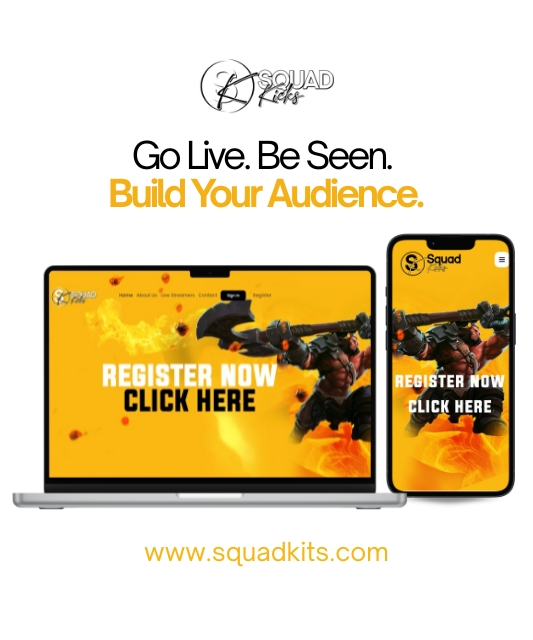 SQUAD
Kicks
Go Live. Be Seen.
Build Your Audience.
Squad
SQUAD
Kicks
Home About Us Live Streamers Contact Sign in Register
REGISTER NOW
CLICK HERE
REGISTER NOW
CLICK HERE
www.squadkits.com